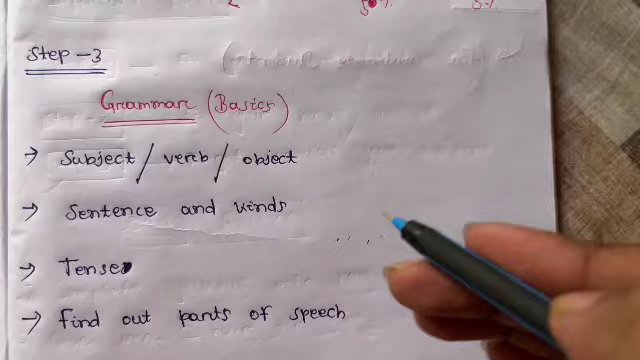 Step - 3
Grammar (Basics)
→ Subject / verb / object
→ Sentence and kinds
→ Tense
→ find out parts of speech